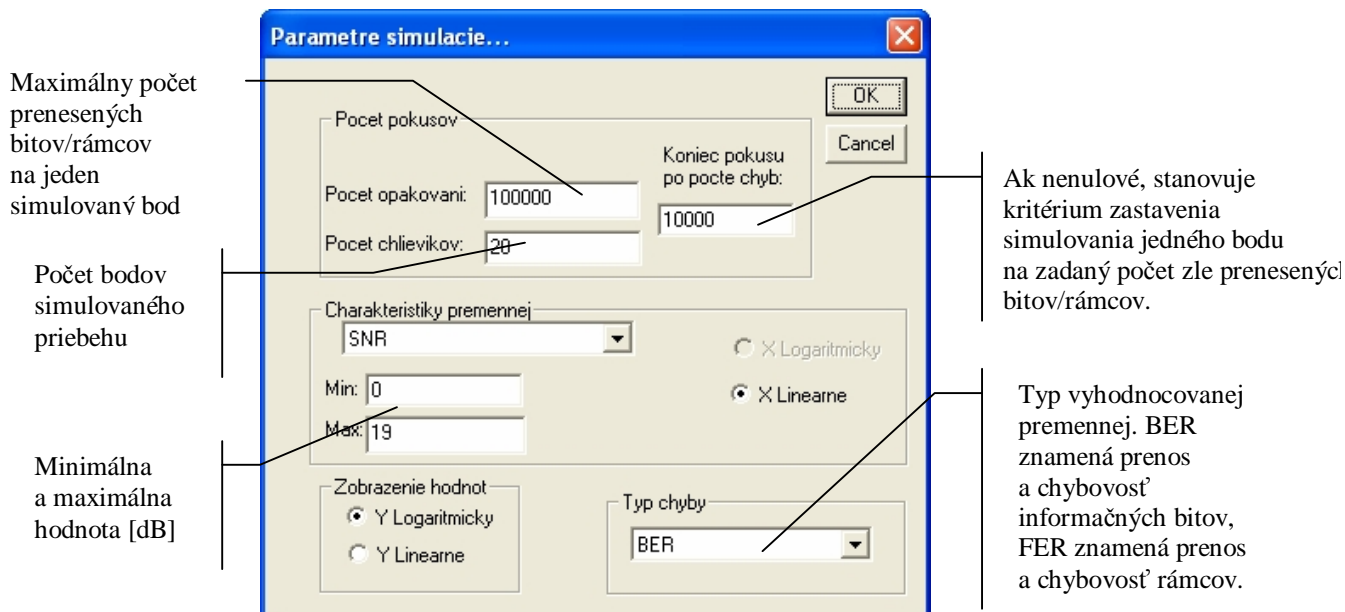 Parametre simulacie...
Maximálny počet
prenesených
bitov/rámcov
na jeden
simulovaný bod
Počet bodov
simulovaného
priebehu
Minimálna
a maximálna
hodnota [dB]
OK
Cancel
Pocet pokusov
Pocet opakovani: 100000
Pocet chlievikov: 20
Koniec pokusu
po pocte chyb:
10000
Charakteristiky premennej
SNR
X Logaritmicky
X Linearne
Min: 0
Max: 19
Zobrazenie hodnot
Y Logaritmicky
Y Linearne
Typ chyby
BER
Ak nenulové, stanovuje
kritérium zastavenia
simulovania jedného bodu
na zadaný počet zle prenesenýc
bitov/rámcov.
Typ vyhodnocovanej
premennej. BER
znamená prenos
a chybovosť
informačných bitov,
FER znamená prenos
a chybovosť rámcov.